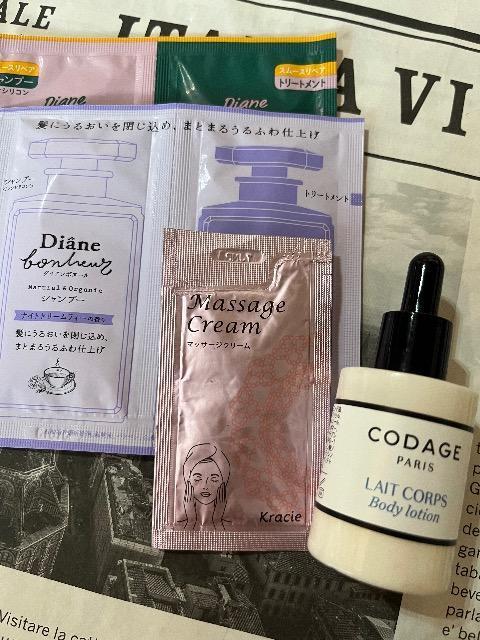 ALE
ITA
A VI
スムースリペア
シャンプー
シリコン
Diane
スムースリペア
トリートメント
Diane
髪にうるおいを閉じ込め、まとまるうるふわ仕上げ
シャンプー
トリートメント
Diâne
bonheur
ダイアンボヌール
シャンプー
ナイトドリームティーの香り
髪にうるおいを閉じ込め、
まとまるうるふわ仕上げ
Massage
Cream
マッサージクリーム
Kracie
CODAGE
PARIS
LAIT CORPS
Body lotion
Visitare la